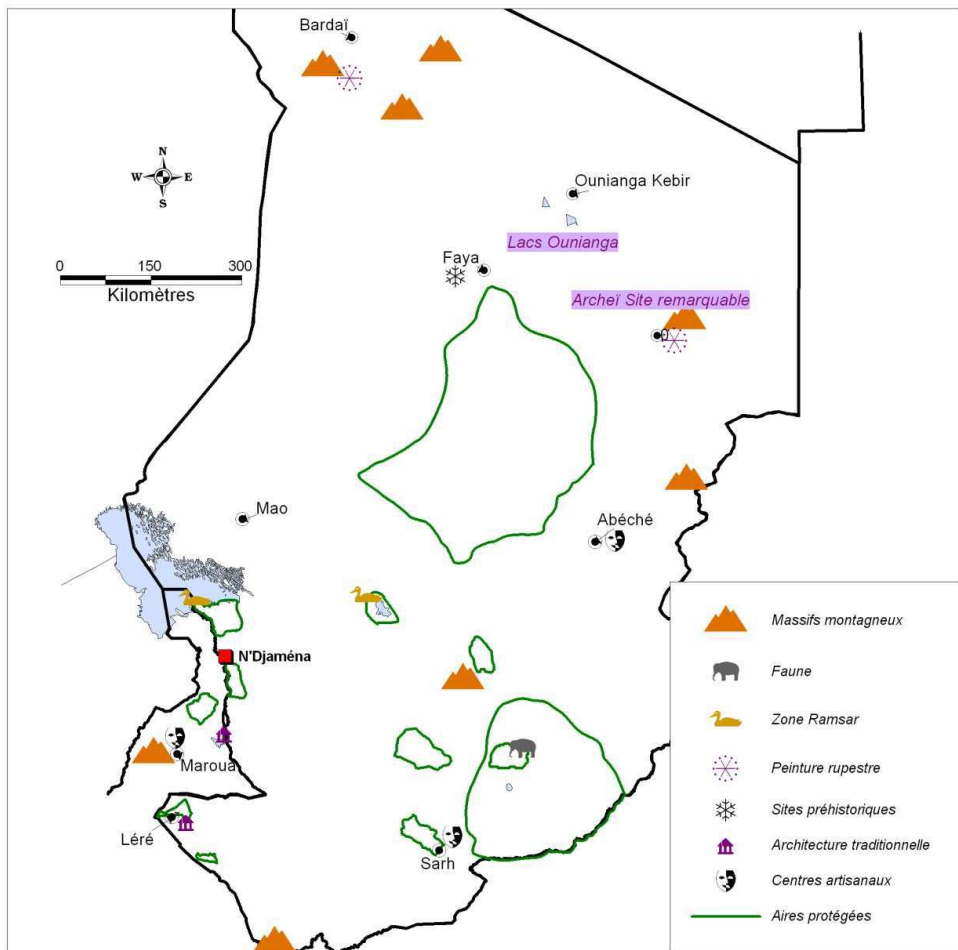 Bardaï
N
W E
S
Ounianga Kebir
Lacs Ounianga
Faya
0 150 300
Kilomètres
Archeï Site remarquable
Mao
Abéché
N'Djaména
Maroua
Léré
Sarh
Massifs montagneux
Faune
Zone Ramsar
Peinture rupestre
Sites préhistoriques
Architecture traditionnelle
Centres artisanaux
Aires protégées